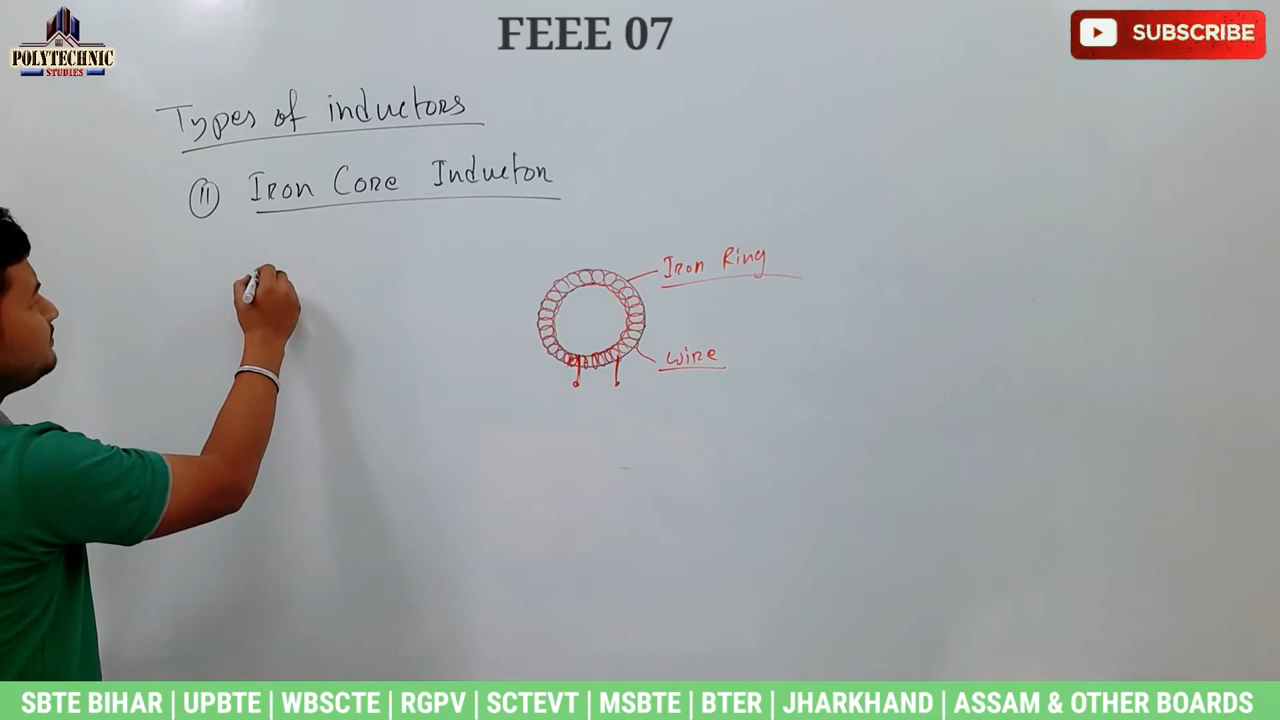 POLYTECHNIC
STUDIES
FEEE 07
SUBSCRIBE
Types of inductors
(11) Iron Core Inductor
Iron Ring
Wire
SBTE BIHAR | UPBTE | WBSCTE | RGPV | SCTEVT | MSBTE | BTER | JHARKHAND | ASSAM & OTHER BOARDS